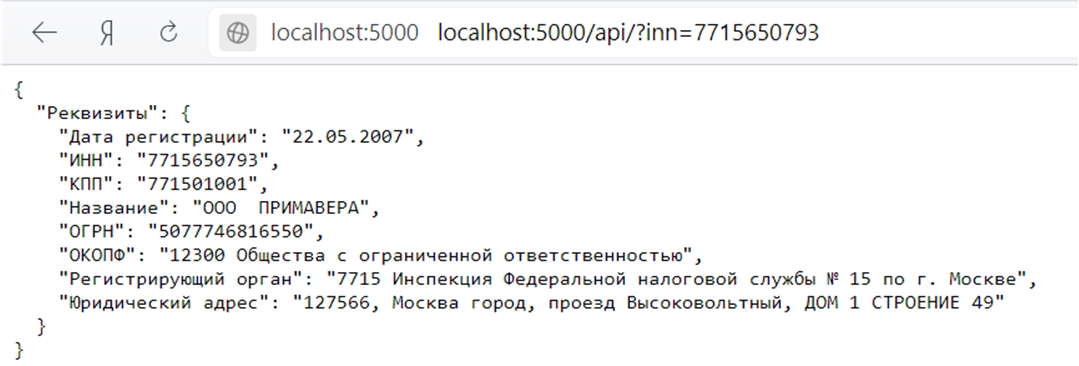 Я localhost:5000 localhost:5000/api/?inn=7715650793
{
"Реквизиты": {
"Дата регистрации": "22.05.2007",
"ИНН": "7715650793",
"КПП": "771501001",
"Название": "ООО  ПРИМАВЕРА",
"ОГРН": "5077746816550",
"ОКОПФ": "12300 Общества с ограниченной ответственностью",
"Регистрирующий орган": "7715 Инспекция Федеральной налоговой службы № 15 по г. Москве",
"Юридический адрес": "127566, Москва город, проезд Высоковольтный, ДОМ 1 СТРОЕНИЕ 49"
}
}